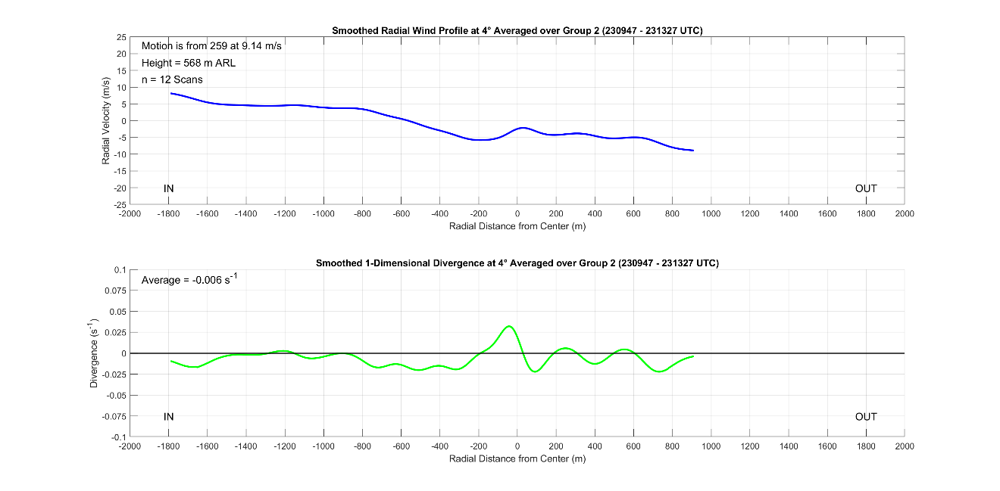 Smoothed Radial Wind Profile at 4° Averaged over Group 2 (230947 - 231327 UTC)
Motion is from 259 at 9.14 m/s
Height = 568 m ARL
n = 12 Scans
Radial Velocity (m/s)
25
20
15
10
5
0
-5
-10
-15
-20
-25
IN
OUT
-2000 -1800 -1600 -1400 -1200 -1000 -800 -600 -400 -200 0 200 400 600 800 1000 1200 1400 1600 1800 2000
Radial Distance from Center (m)
Smoothed 1-Dimensional Divergence at 4° Averaged over Group 2 (230947 - 231327 UTC)
Average = -0.006 s⁻¹
Divergence (s⁻¹)
0.1
0.075
0.05
0.025
0
-0.025
-0.05
-0.075
-0.1
IN
OUT
-2000 -1800 -1600 -1400 -1200 -1000 -800 -600 -400 -200 0 200 400 600 800 1000 1200 1400 1600 1800 2000
Radial Distance from Center (m)